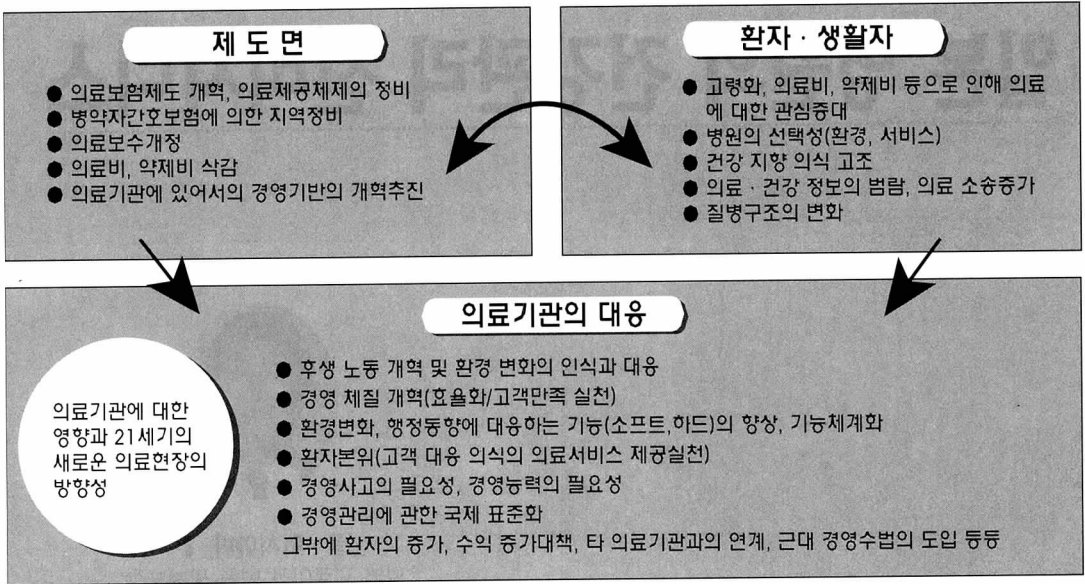 제 도 면
● 의료보험제도 개혁, 의료제공체제의 정비
● 병약자간호보험에 의한 지역정비
● 의료보수개정
● 의료비, 약제비 삭감
● 의료기관에 있어서의 경영기반의 개혁추진
환자 · 생활자
● 고령화, 의료비, 약제비 등으로 인해 의료
에 대한 관심증대
● 병원의 선택성(환경, 서비스)
● 건강 지향 의식 고조
● 의료 · 건강 정보의 범람, 의료 소송증가
● 질병구조의 변화
의료기관의 대응
의료기관에 대한
영향과 21세기의
새로운 의료현장의
방향성
● 후생 노동 개혁 및 환경 변화의 인식과 대응
● 경영 체질 개혁(효율화/고객만족 실천)
● 환경변화, 행정동향에 대응하는 기능(소프트,하드)의 향상, 기능체계화
● 환자본위(고객 대응 의식의 의료서비스 제공실천)
● 경영사고의 필요성, 경영능력의 필요성
● 경영관리에 관한 국제 표준화
그밖에 환자의 증가, 수익 증가대책, 타 의료기관과의 연계, 근대 경영수법의 도입 등등